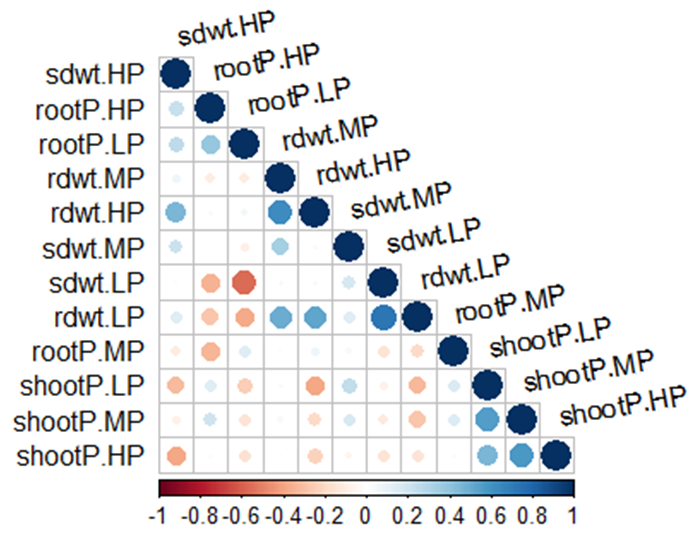 sdwt.HP
rootP.HP
rootP.LP
rdwt.MP
rdwt.HP
sdwt.MP
sdwt.LP
rdwt.LP
rootP.MP
shootP.LP
shootP.MP
shootP.HP
sdwt.HP
rootP.HP
rootP.LP
rdwt.MP
rdwt.HP
sdwt.MP
sdwt.LP
rdwt.LP
rootP.MP
shootP.LP
shootP.MP
shootP.HP
-1 -0.8 -0.6 -0.4 -0.2 0 0.2 0.4 0.6 0.8 1